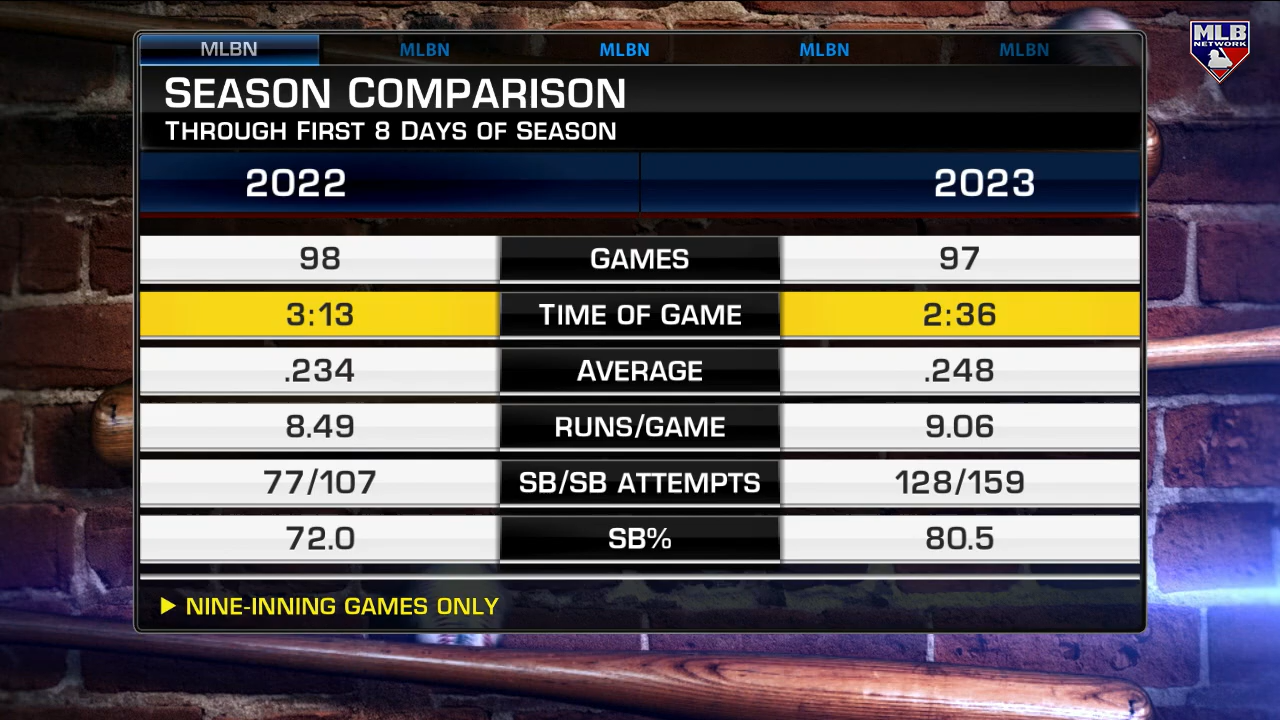 MLBN MLBN MLBN MLBN MLBN
MLB
NETWORK
SEASON COMPARISON
THROUGH FIRST 8 DAYS OF SEASON
2022 2023
98 GAMES 97
3:13 TIME OF GAME 2:36
.234 AVERAGE .248
8.49 RUNS/GAME 9.06
77/107 SB/SB ATTEMPTS 128/159
72.0 SB% 80.5
▶ NINE-INNING GAMES ONLY